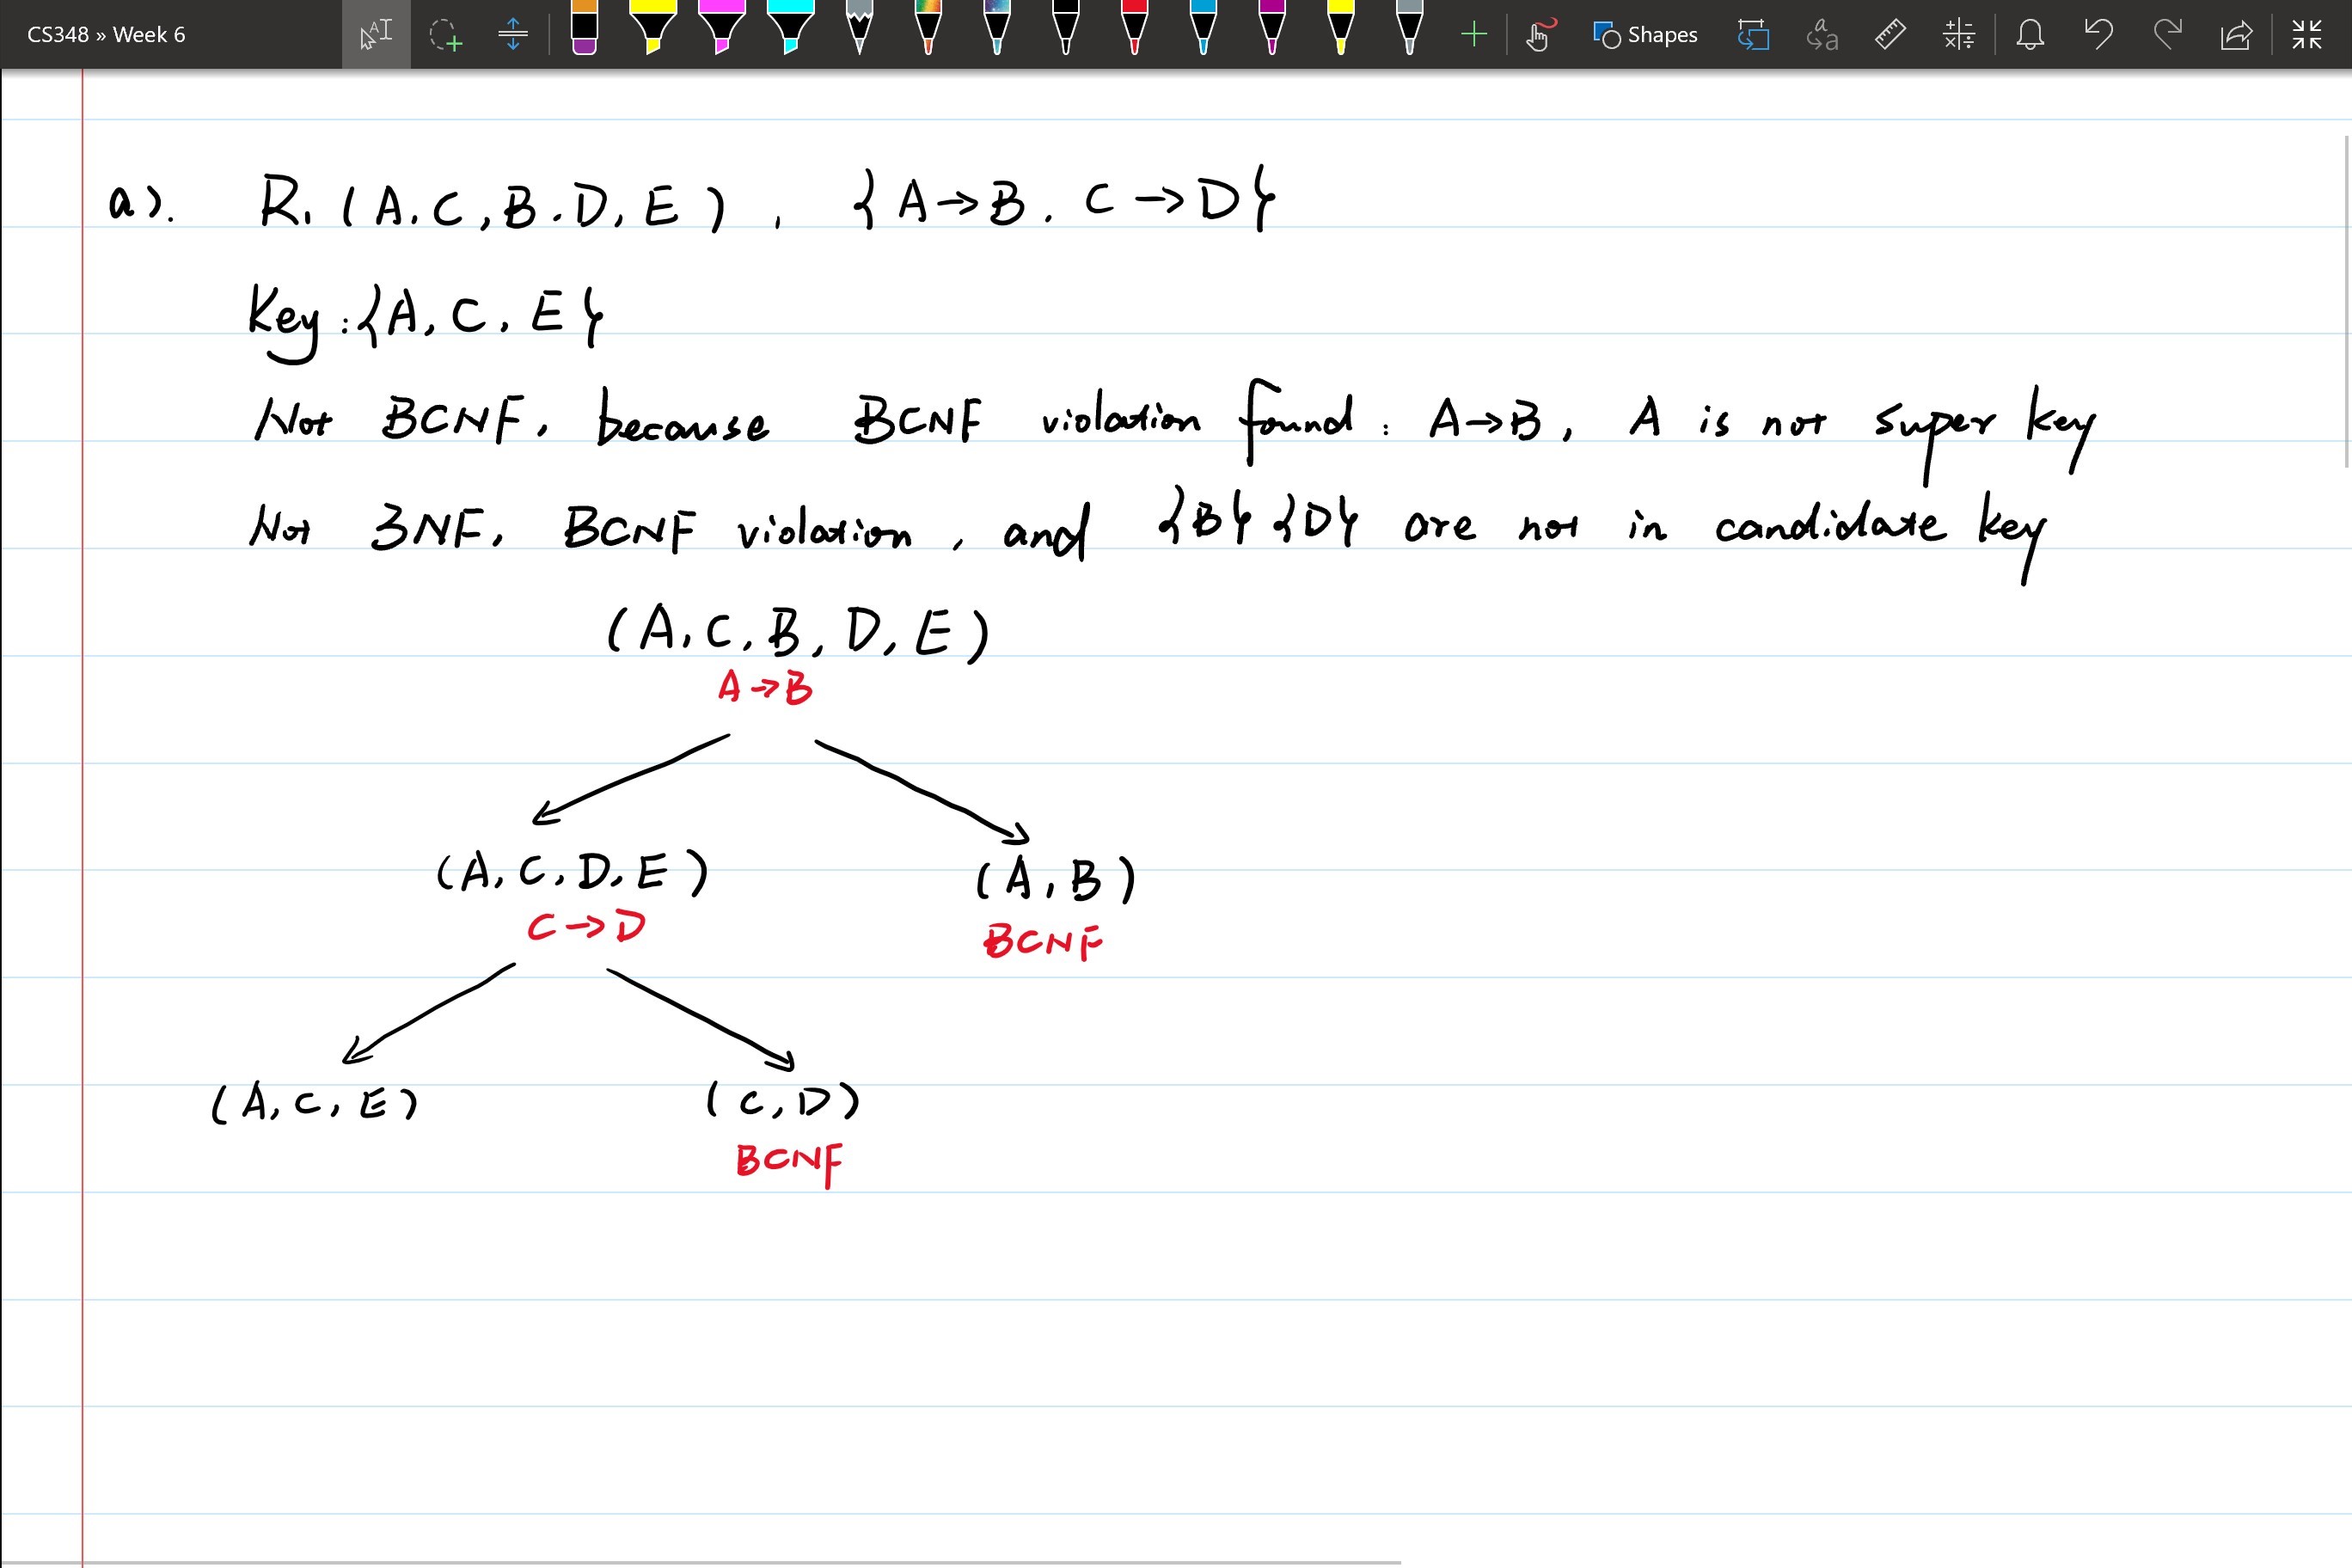 CS348 » Week 6
Shapes
a). R1 (A, C, B, D, E), {A→B, C→D}
Key: {A, C, E}
Not BCNF, because BCNF violation found: A→B, A is not super key
Not 3NF, BCNF violation, and {B} {D} are not in candidate key
(A, C, B, D, E)
A→B
(A, C, D, E) (A, B)
C→D BCNF
(A, C, E) (C, D)
BCNF